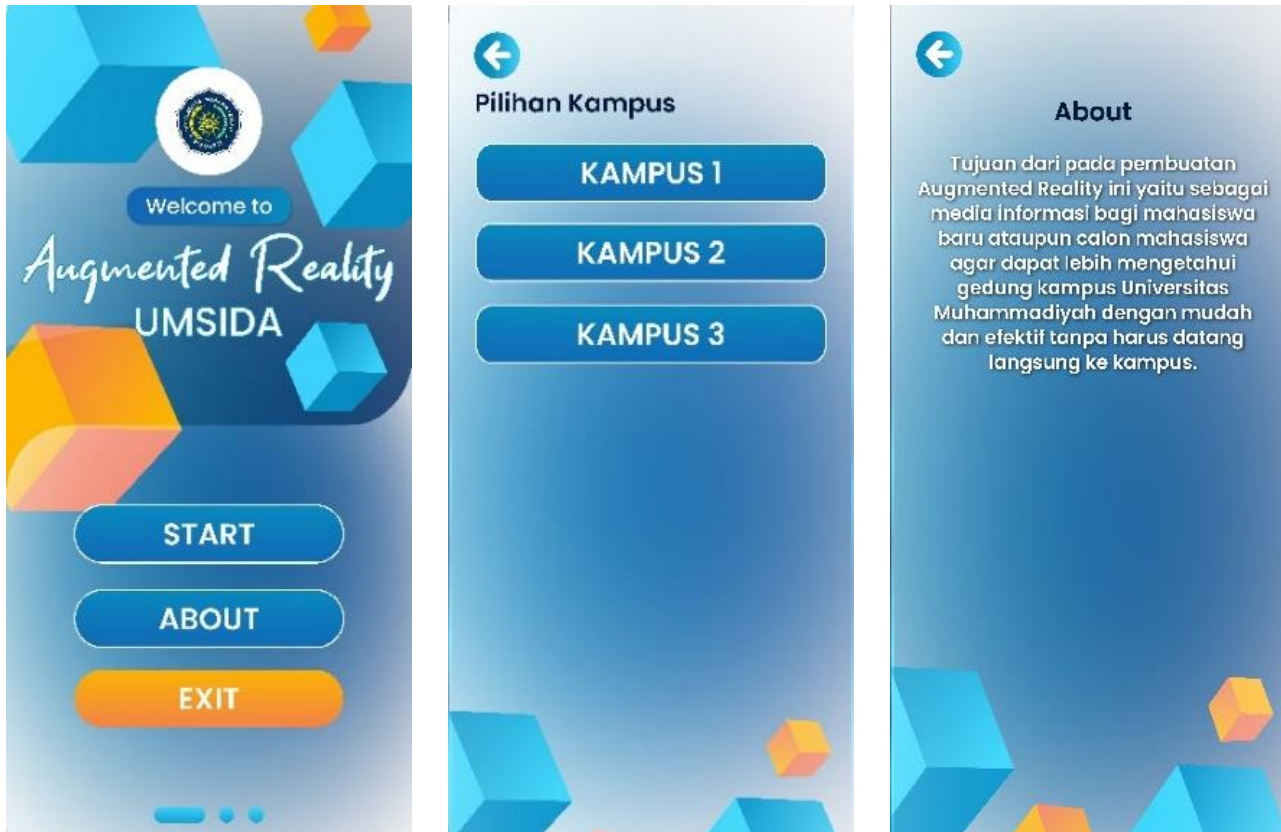 Welcome to
Augmented Reality
UMSIDA
START
ABOUT
EXIT
Pilihan Kampus
KAMPUS 1
KAMPUS 2
KAMPUS 3
About
Tujuan dari pada pembuatan
Augmented Reality ini yaitu sebagai
media informasi bagi mahasiswa
baru ataupun calon mahasiswa
agar dapat lebih mengetahui
gedung kampus Universitas
Muhammadiyah dengan mudah
dan efektif tanpa harus datang
langsung ke kampus.